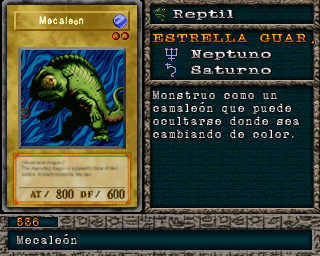 Mecaleón
AT/ 800 DF/ 600
Reptil
ESTRELLA GUAR.
Neptuno
Saturno
Monstruo como un
camaleón que puede
ocultarse donde sea
cambiando de color.
536
Mecaleón